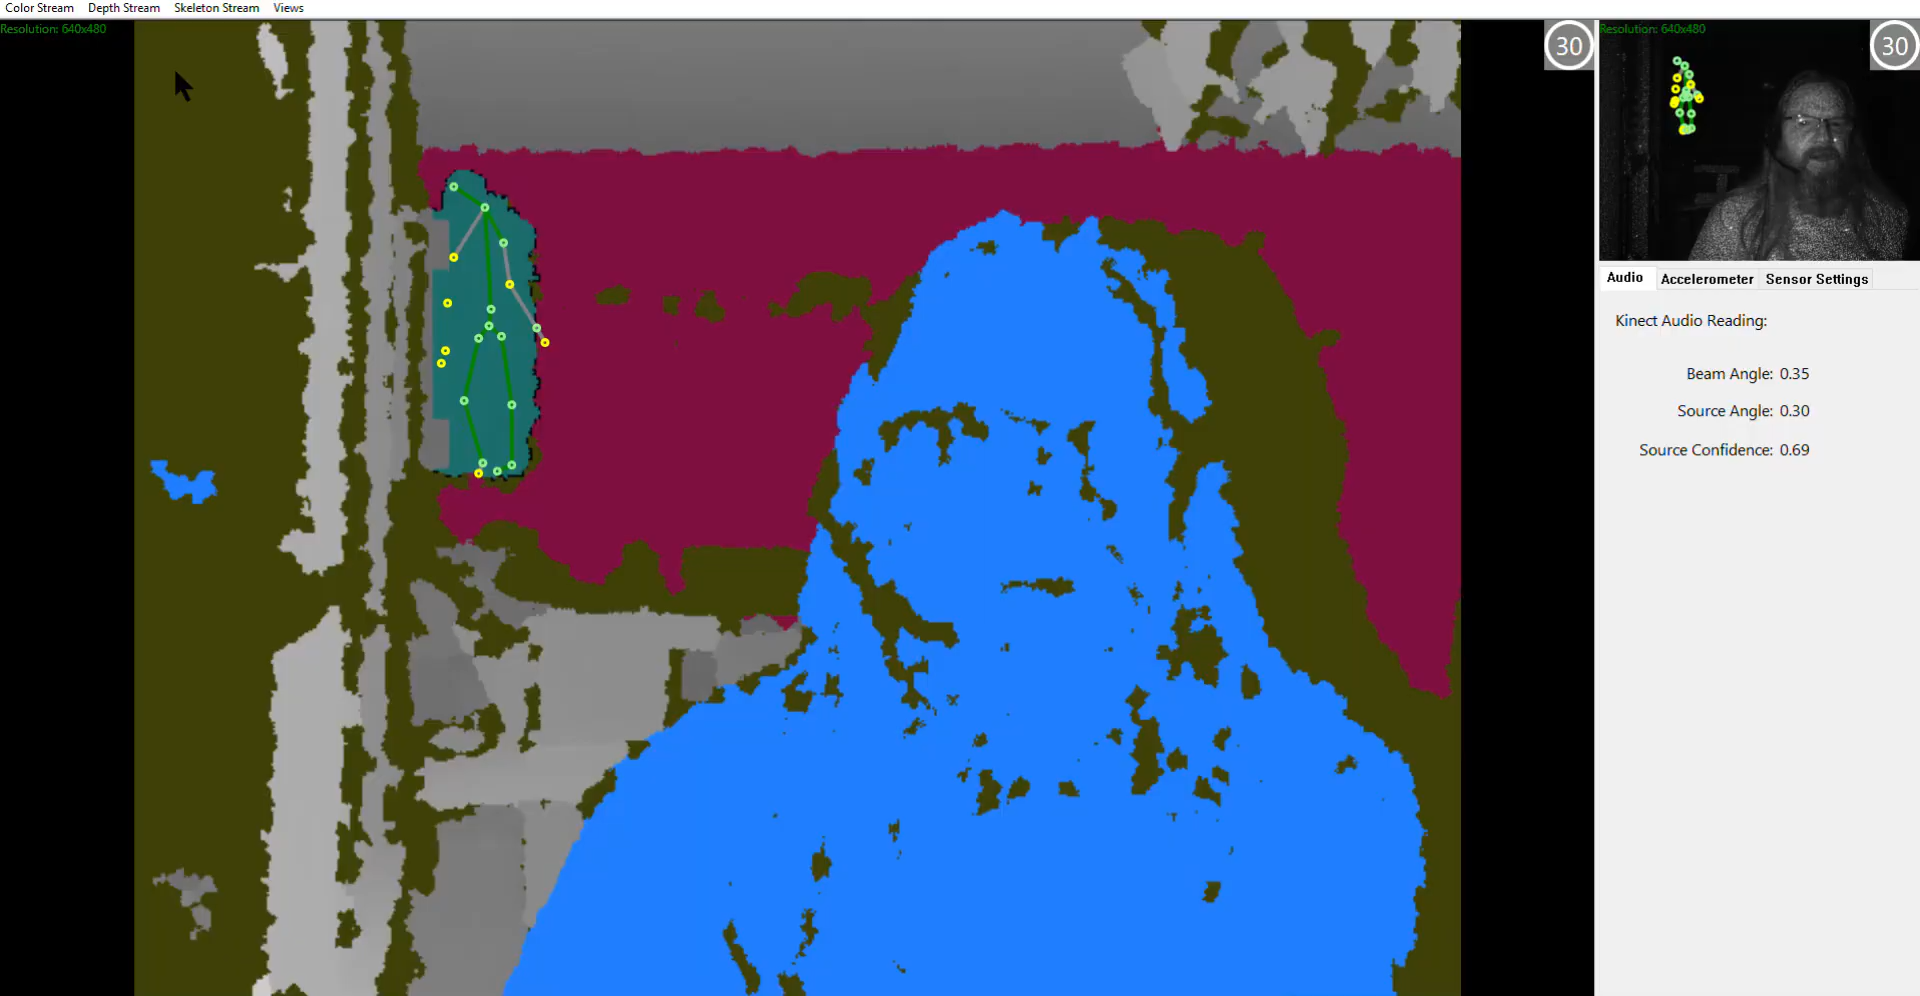 Color Stream Depth Stream Skeleton Stream Views
Resolution: 640x480
30
Resolution: 640x480
30
Audio Accelerometer Sensor Settings
Kinect Audio Reading:
Beam Angle: 0.35
Source Angle: 0.30
Source Confidence: 0.69